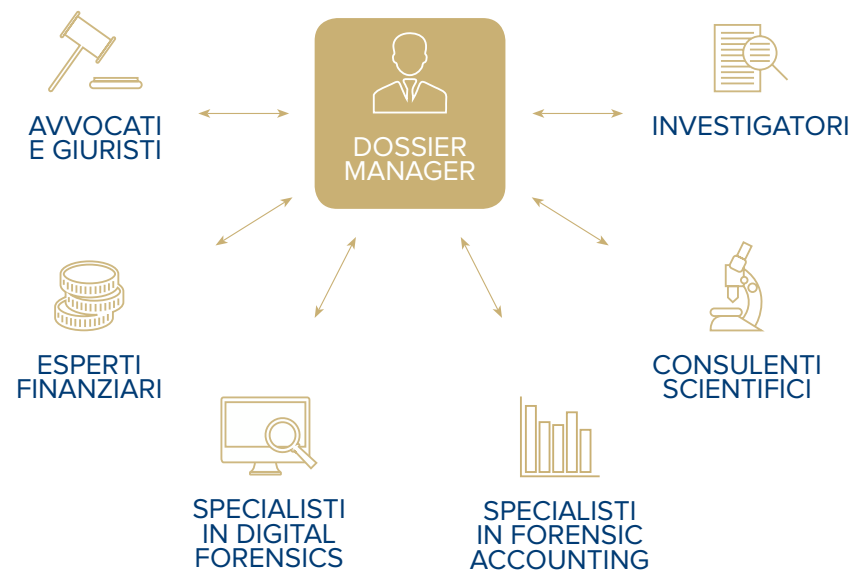 AVVOCATI
E GIURISTI
DOSSIER
MANAGER
INVESTIGATORI
ESPERTI
FINANZIARI
CONSULENTI
SCIENTIFICI
SPECIALISTI
IN DIGITAL
FORENSICS
SPECIALISTI
IN FORENSIC
ACCOUNTING